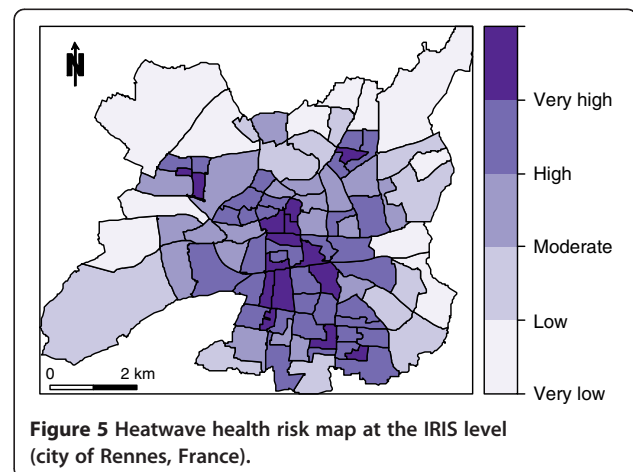 N
Very high
High
Moderate
Low
Very low
0 2 km
Figure 5 Heatwave health risk map at the IRIS level
(city of Rennes, France).